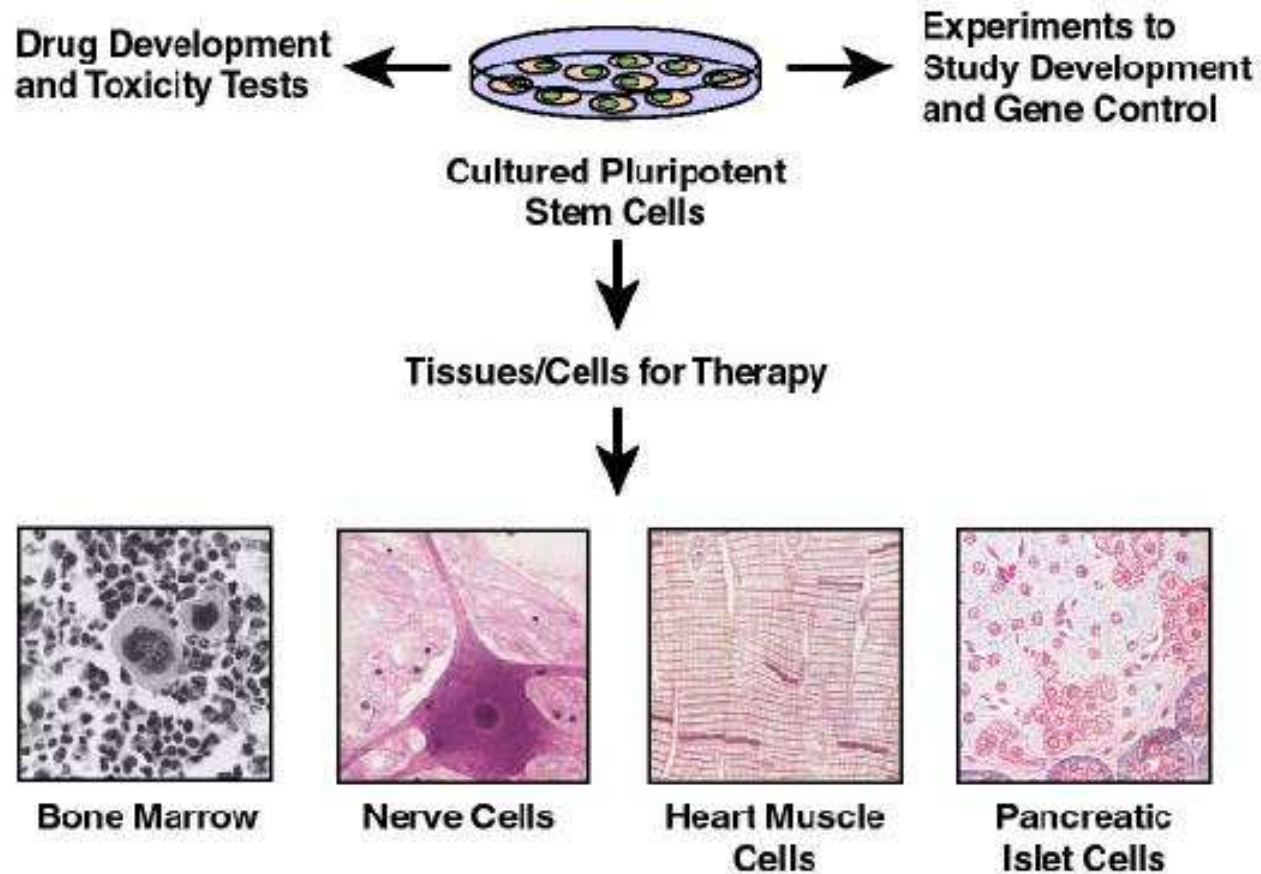 Drug Development
and Toxicity Tests
Experiments to
Study Development
and Gene Control
Cultured Pluripotent
Stem Cells
Tissues/Cells for Therapy
Bone Marrow
Nerve Cells
Heart Muscle
Cells
Pancreatic
Islet Cells